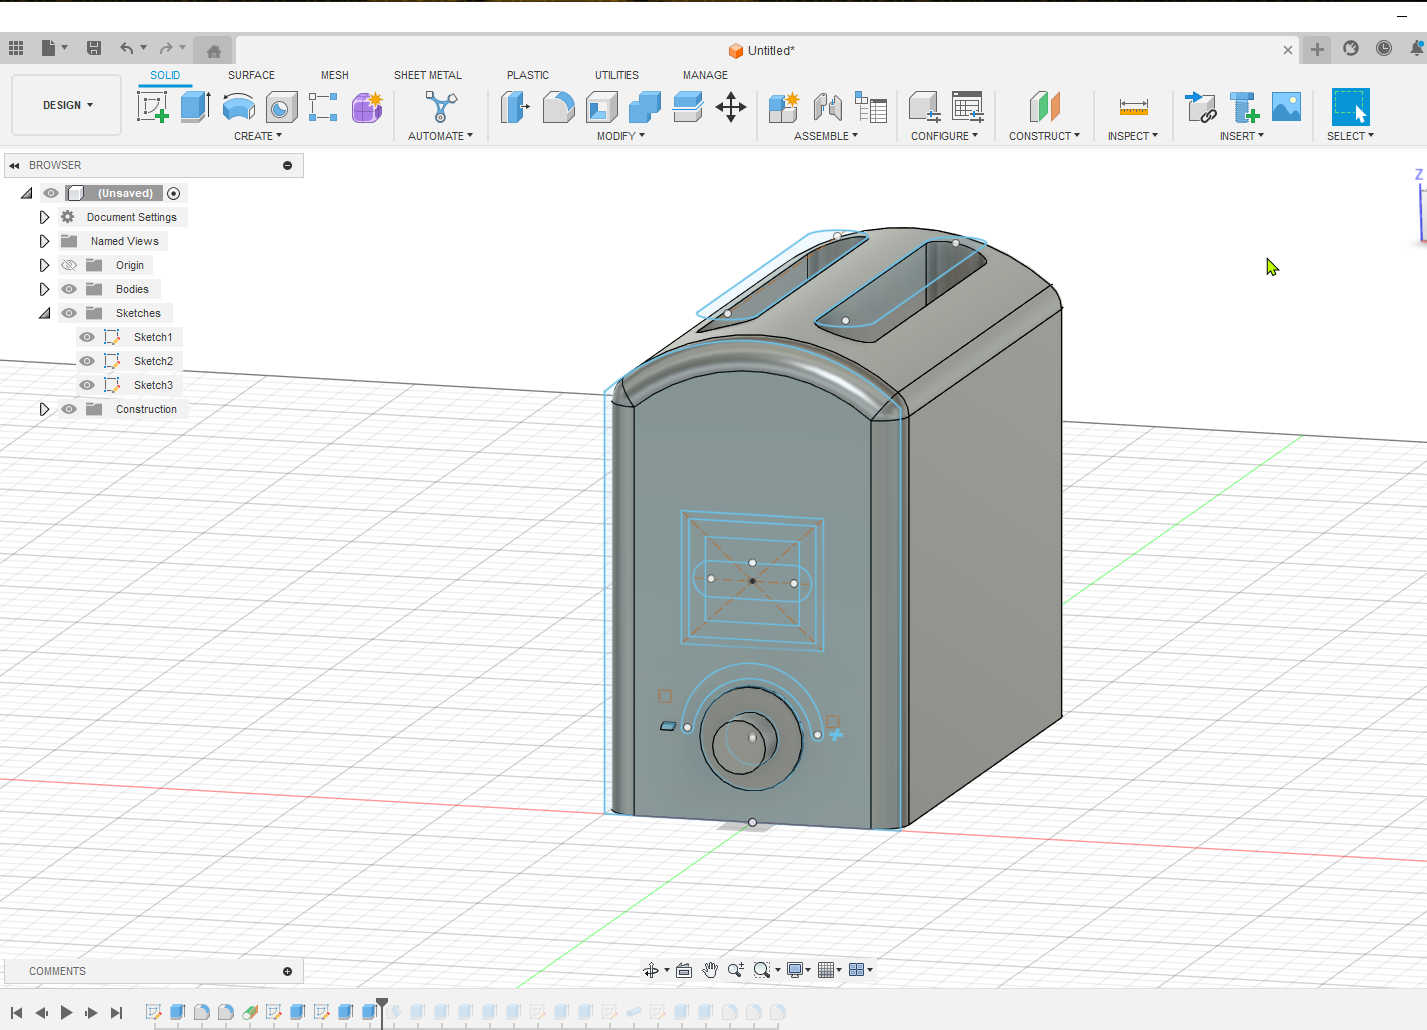 Untitled*
SOLID SURFACE MESH SHEET METAL PLASTIC UTILITIES MANAGE
DESIGN
CREATE AUTOMATE MODIFY ASSEMBLE CONFIGURE CONSTRUCT INSPECT INSERT SELECT
BROWSER
(Unsaved)
Document Settings
Named Views
Origin
Bodies
Sketches
Sketch1
Sketch2
Sketch3
Construction
Z
COMMENTS